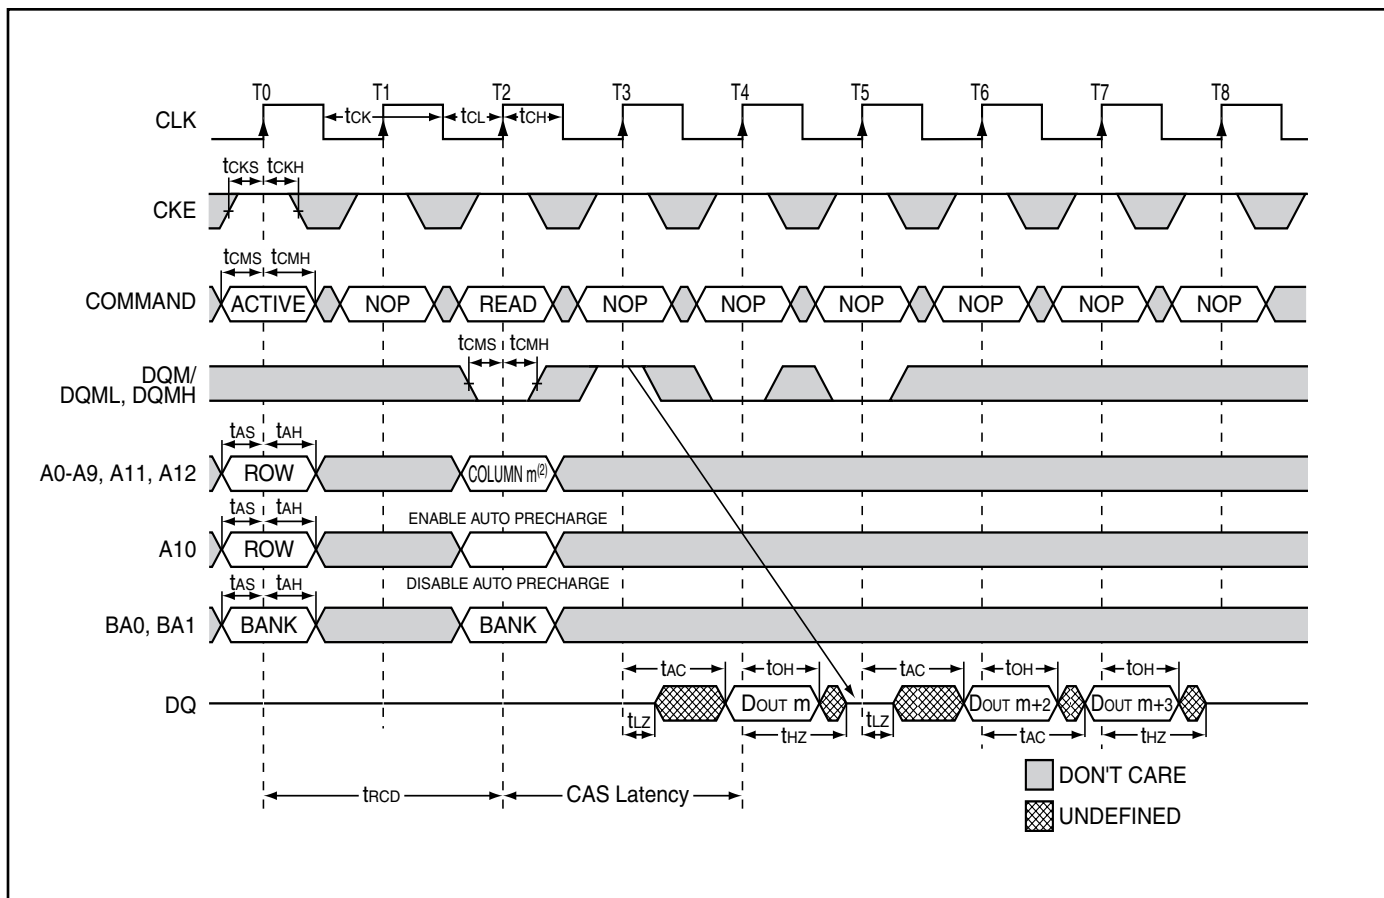 T0 T1 T2 T3 T4 T5 T6 T7 T8
CLK
tCK tCL tCH
tCKS tCKH
CKE
tCMS tCMH
COMMAND ACTIVE NOP READ NOP NOP NOP NOP NOP NOP
tCMS tCMH
DQM/
DQML, DQMH
tAS tAH
A0-A9, A11, A12 ROW COLUMN m(2)
tAS tAH ENABLE AUTO PRECHARGE
A10 ROW
tAS tAH DISABLE AUTO PRECHARGE
BA0, BA1 BANK BANK
tAC tOH tAC tOH tOH
DQ DOUT m DOUT m+2 DOUT m+3
tLZ tHZ tLZ tAC tHZ
DON'T CARE
tRCD CAS Latency
UNDEFINED